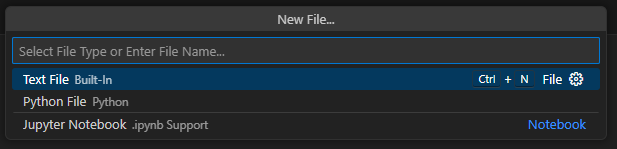 New File...
Select File Type or Enter File Name...
Text File Built-In Ctrl + N File
Python File Python
Jupyter Notebook .ipynb Support Notebook